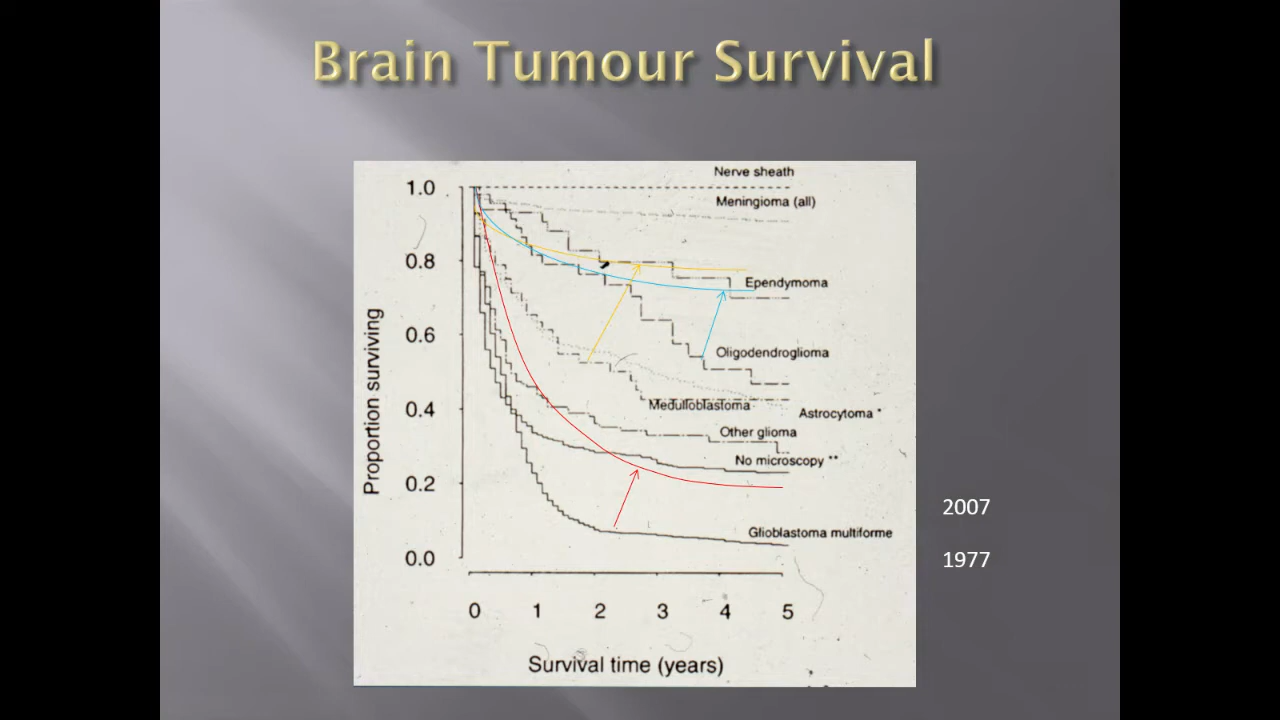 Brain Tumour Survival
Nerve sheath
1.0
Meningioma (all)
0.8
Ependymoma
0.6
Oligodendroglioma
Medulloblastoma
0.4
Astrocytoma *
Other glioma
No microscopy **
0.2
Glioblastoma multiforme
0.0
Proportion surviving
0 1 2 3 4 5
Survival time (years)
2007
1977